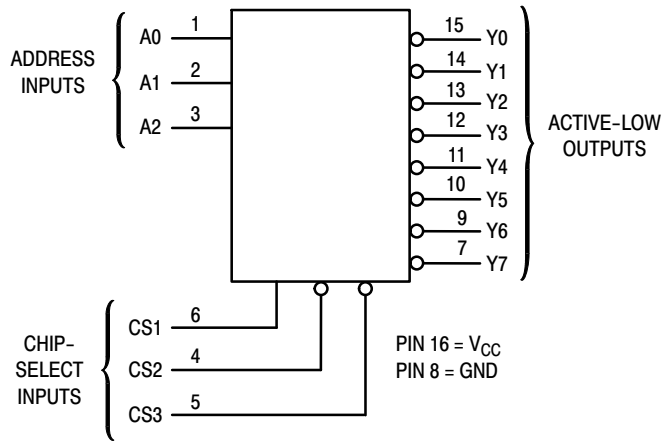 ADDRESS
INPUTS
A0 1
A1 2
A2 3
15 Y0
14 Y1
13 Y2
12 Y3
11 Y4
10 Y5
9 Y6
7 Y7
ACTIVE-LOW
OUTPUTS
CHIP-
SELECT
INPUTS
CS1 6
CS2 4
CS3 5
PIN 16 = VCC
PIN 8 = GND